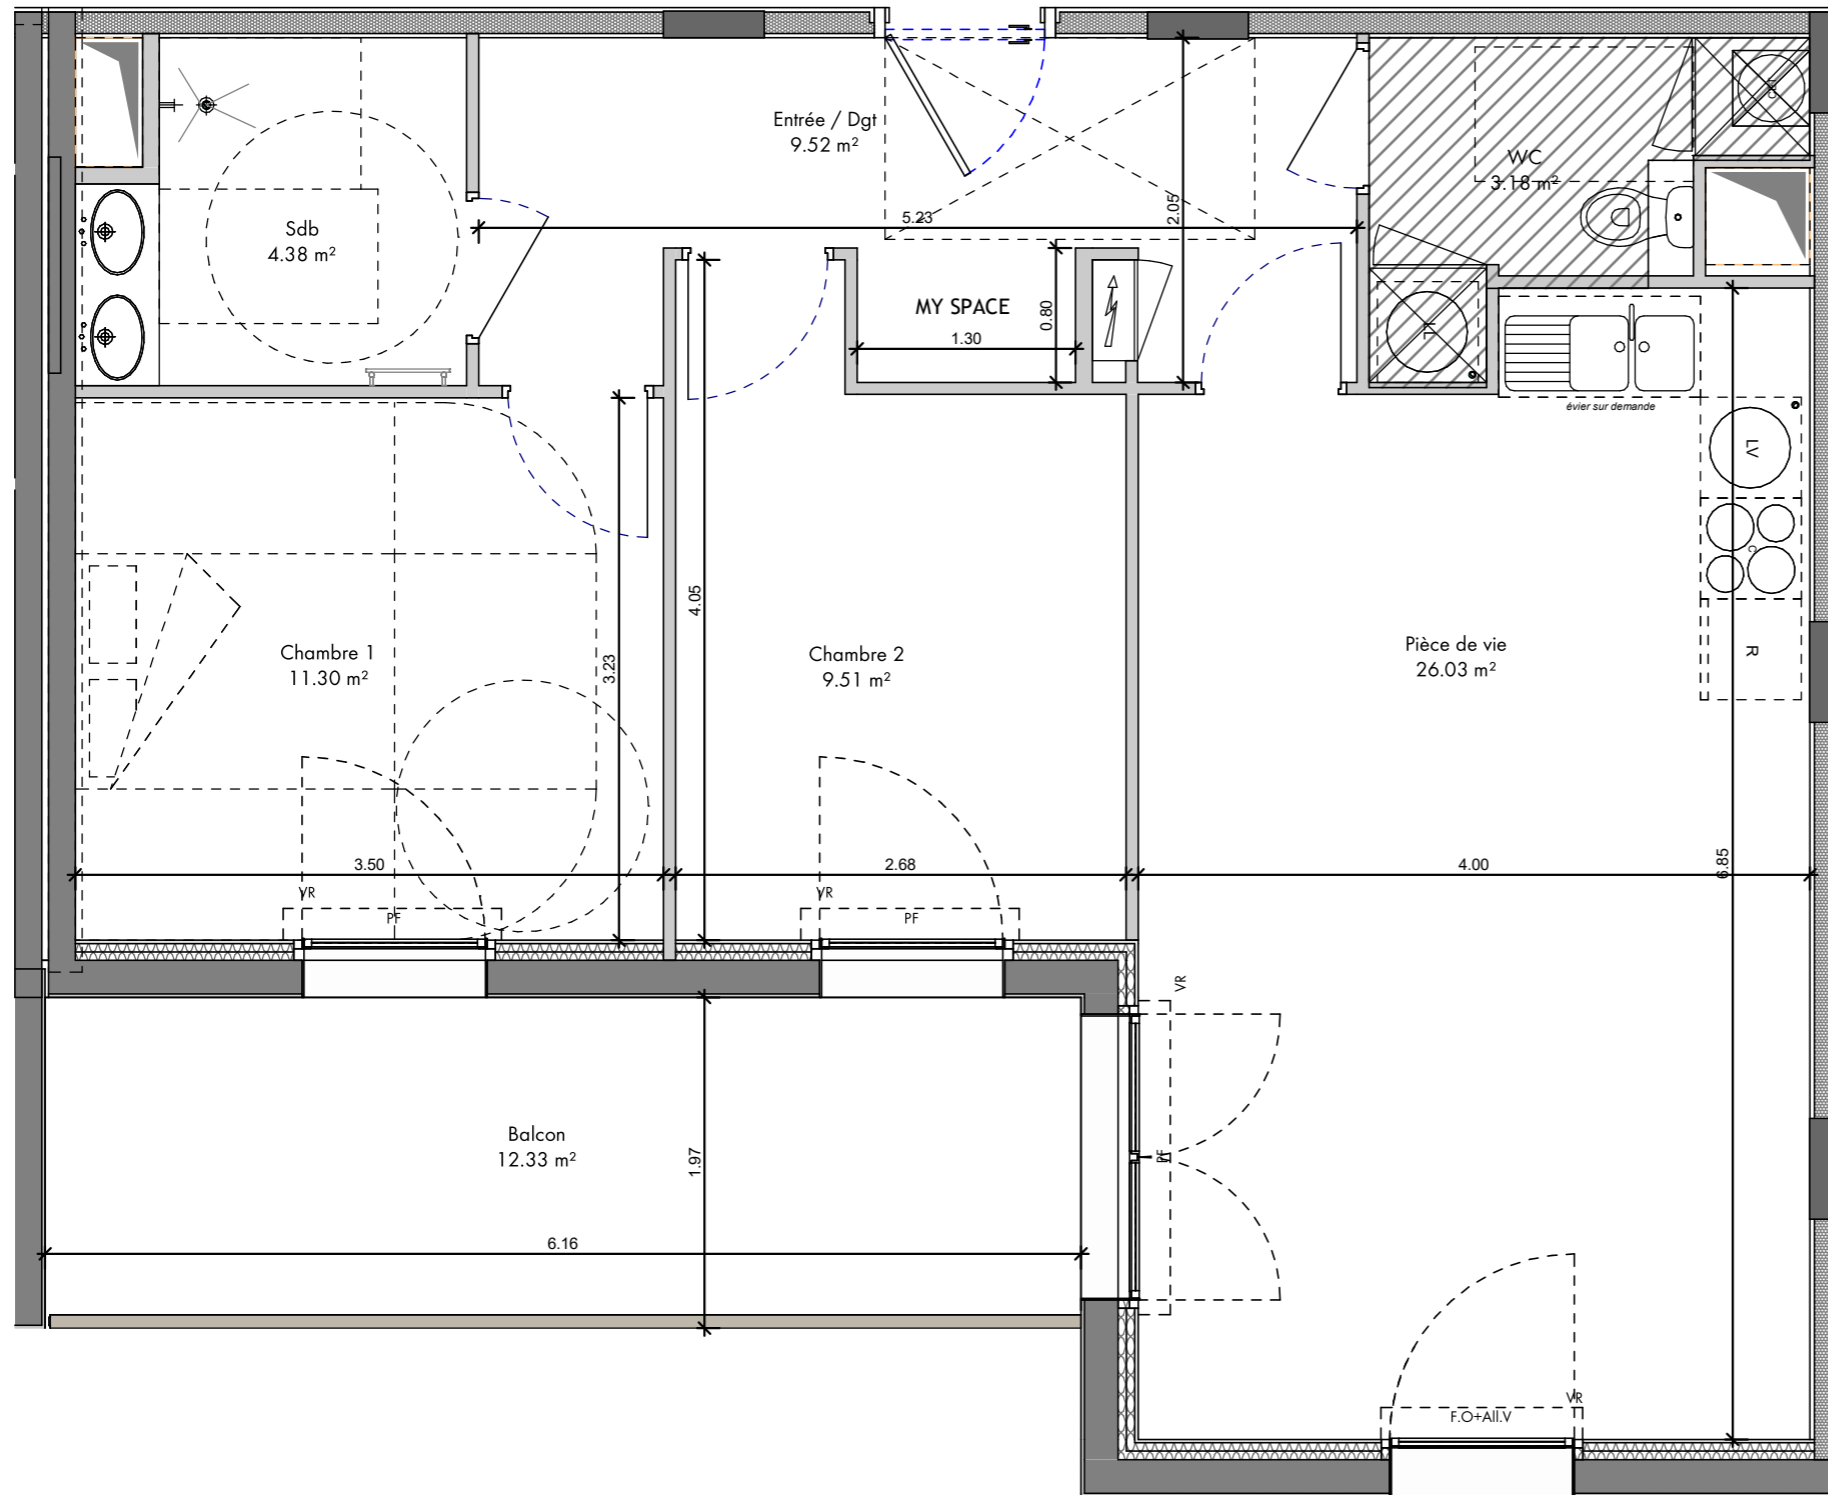 Entrée / Dgt
9.52 m²
WC
3.18 m²
Sdb
4.38 m²
5.23
2.05
MY SPACE
0.80
1.30
LL
évier sur demande
LV
C
R
4.05
3.23
Chambre 1
11.30 m²
Chambre 2
9.51 m²
Pièce de vie
26.03 m²
3.50
2.68
4.00
6.85
VR
PF
VR
PF
VR
PF
Balcon
12.33 m²
1.97
6.16
VR
F.O+All.V